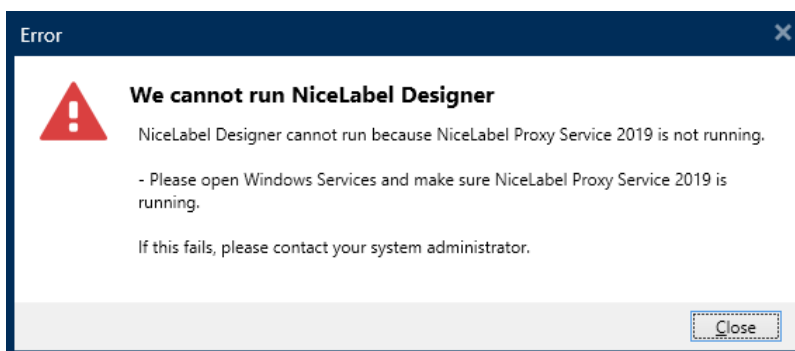 Error
We cannot run NiceLabel Designer
NiceLabel Designer cannot run because NiceLabel Proxy Service 2019 is not running.
- Please open Windows Services and make sure NiceLabel Proxy Service 2019 is
running.
If this fails, please contact your system administrator.
Close